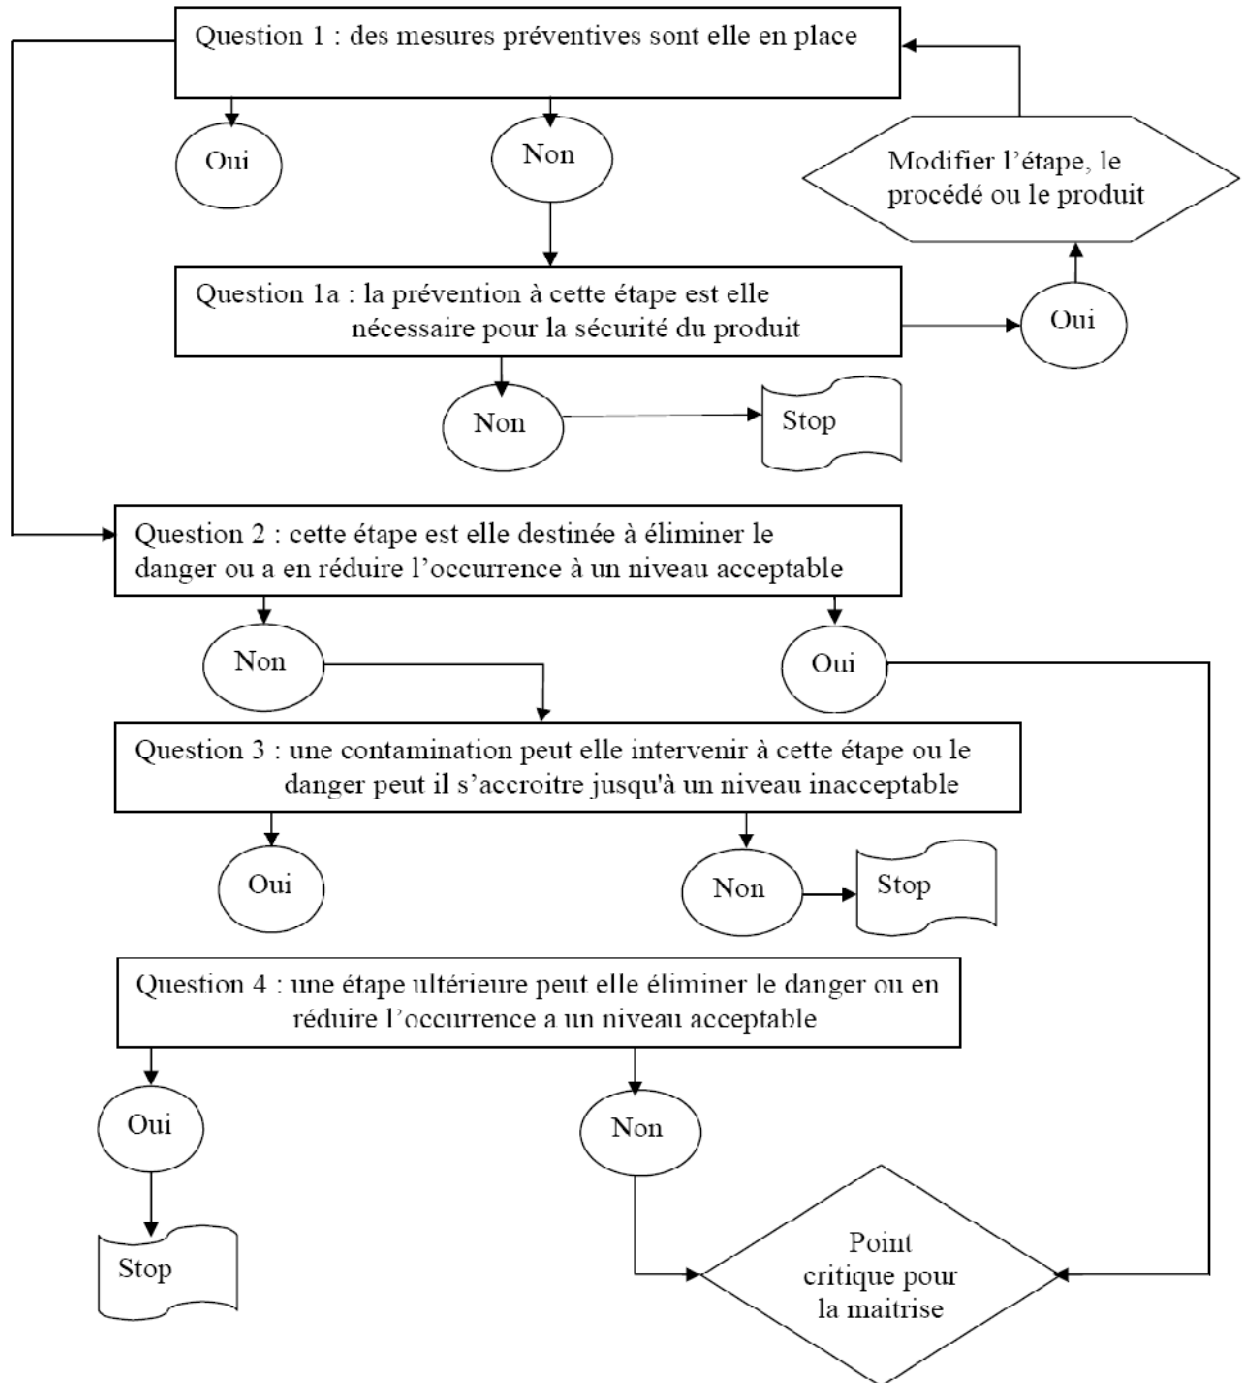 Question 1 : des mesures préventives sont elle en place
Oui
Non
Modifier l’étape, le
procédé ou le produit
Question 1a : la prévention à cette étape est elle
nécessaire pour la sécurité du produit
Oui
Non
Stop
Question 2 : cette étape est elle destinée à éliminer le
danger ou a en réduire l’occurrence à un niveau acceptable
Non
Oui
Question 3 : une contamination peut elle intervenir à cette étape ou le
danger peut il s’accroitre jusqu'à un niveau inacceptable
Oui
Non
Stop
Question 4 : une étape ultérieure peut elle éliminer le danger ou en
réduire l’occurrence a un niveau acceptable
Oui
Non
Stop
Point
critique pour
la maitrise